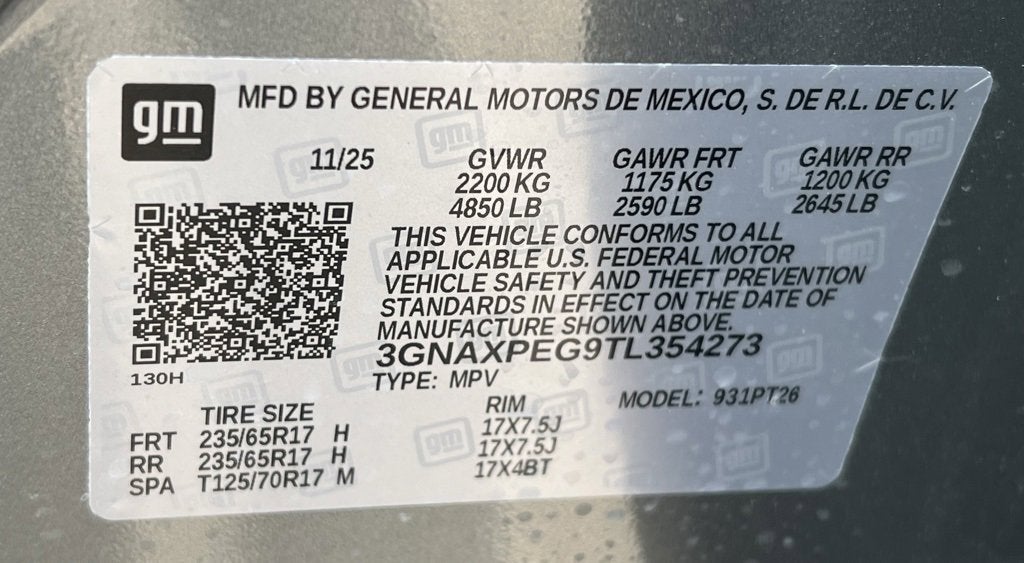 gm MFD BY GENERAL MOTORS DE MEXICO, S. DE R.L. DE C.V.
11/25 GVWR GAWR FRT GAWR RR
2200 KG 1175 KG 1200 KG
4850 LB 2590 LB 2645 LB
THIS VEHICLE CONFORMS TO ALL
APPLICABLE U.S. FEDERAL MOTOR
VEHICLE SAFETY AND THEFT PREVENTION
STANDARDS IN EFFECT ON THE DATE OF
MANUFACTURE SHOWN ABOVE.
3GNAXPEG9TL354273
130H
TYPE: MPV MODEL: 931PT26
TIRE SIZE RIM
FRT 235/65R17 H 17X7.5J
RR 235/65R17 H 17X7.5J
SPA T125/70R17 M 17X4BT